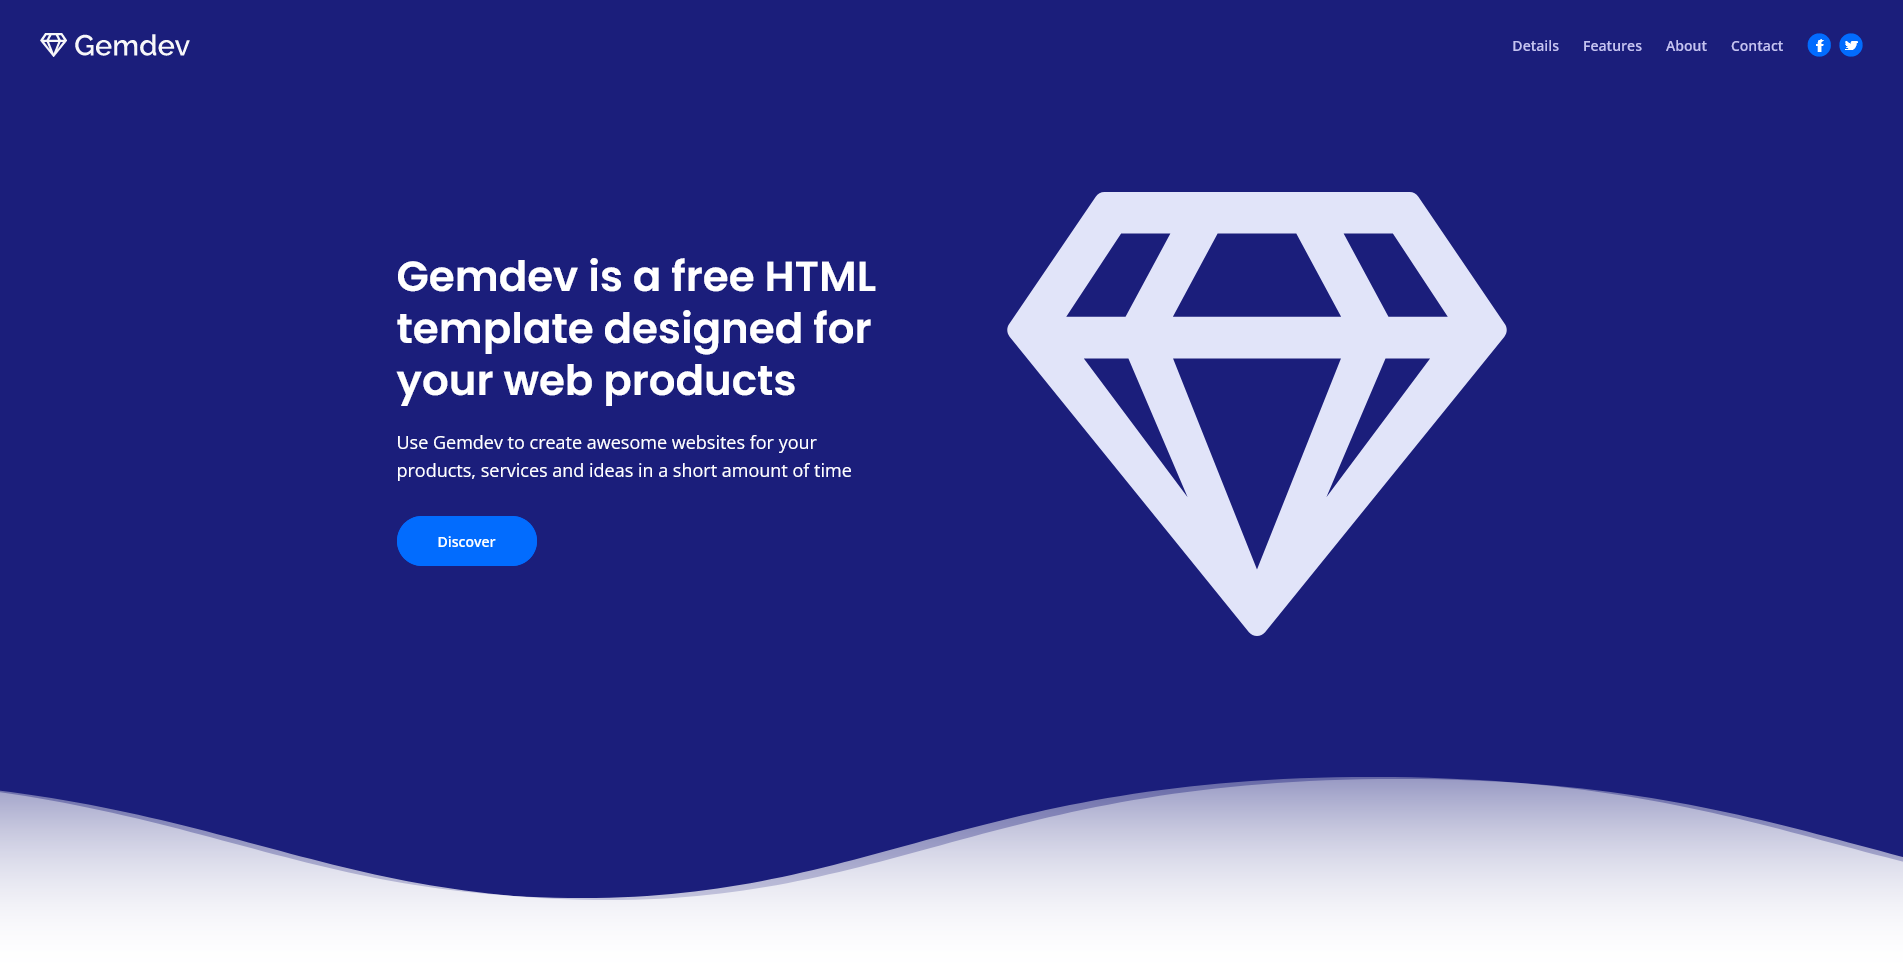 Gemdev
Details Features About Contact
Gemdev is a free HTML
template designed for
your web products
Use Gemdev to create awesome websites for your
products, services and ideas in a short amount of time
Discover